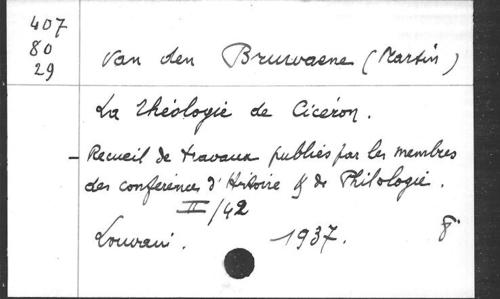 407
80
29
Van den Bruwaene (Martin)
La théologie de Cicéron.
- Recueil de travaux publiés par les membres
des conférences d'Histoire & de Philologie.
II/42
Louvain. 1937. 8°